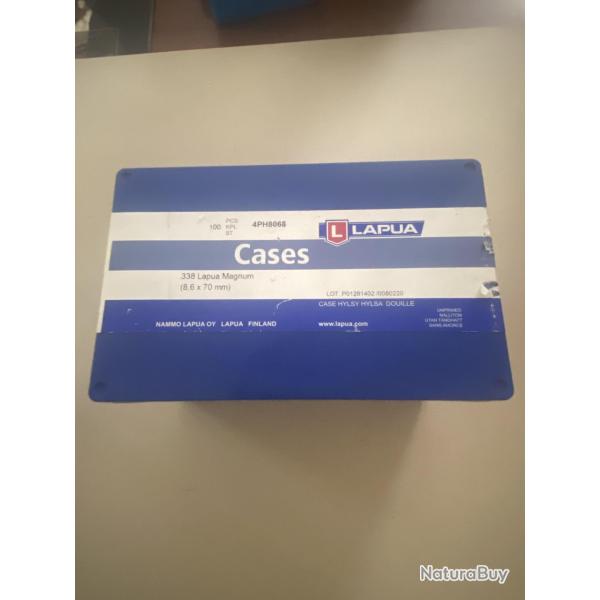 100 PCS KPL ST 4PH8068
LAPUA
Cases
.338 Lapua Magnum
(8,6 x 70 mm)
LOT P01281402 /0080220
CASE HYLSY HYLSA DOUILLE
UNPRIMED
NALLITON
UTAN TÄNDHATT
SANS AMORCE
NAMMO LAPUA OY LAPUA FINLAND
www.lapua.com
NaturaBuy